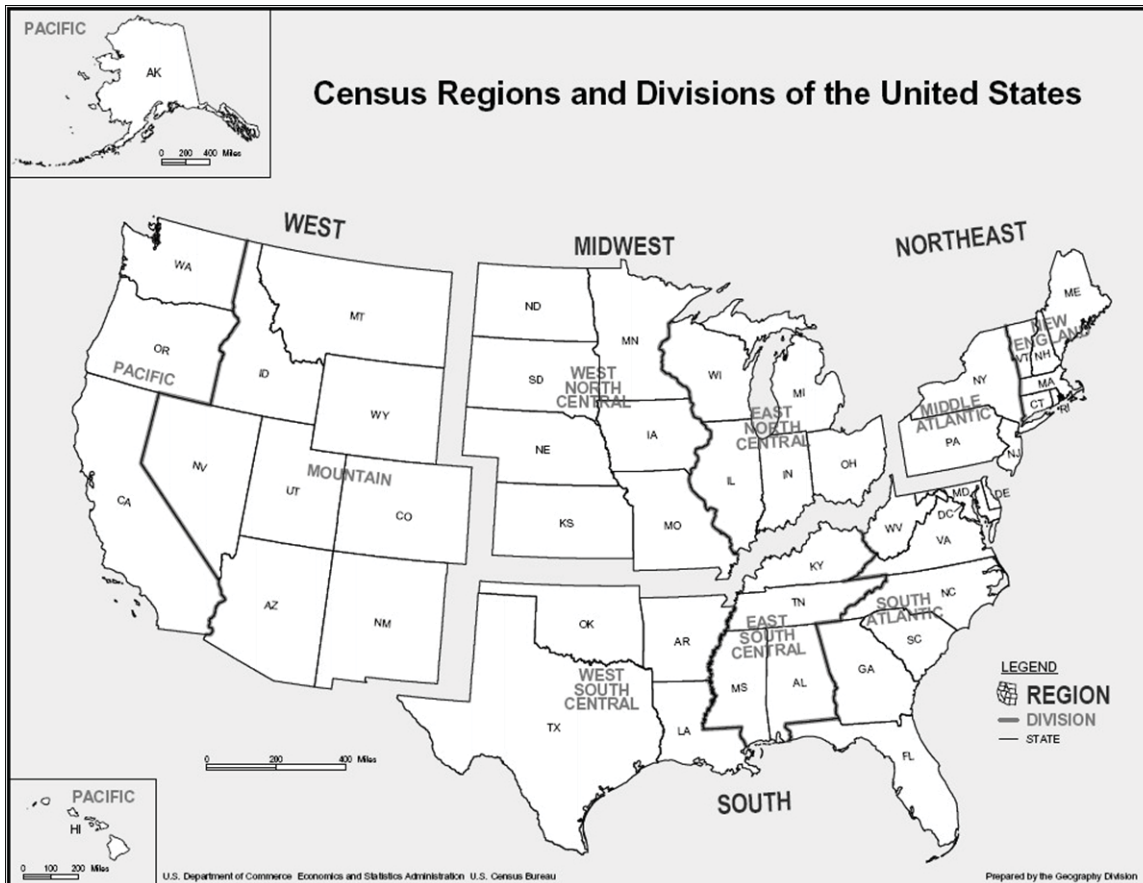 PACIFIC
AK
0 200 400 Miles
Census Regions and Divisions of the United States
WEST
MIDWEST
NORTHEAST
WA
MT
OR
ID
PACIFIC
WY
NV
UT
MOUNTAIN
CO
CA
AZ
NM
ND
MN
SD
WEST
NORTH
CENTRAL
NE
IA
KS
MO
WI
MI
EAST
NORTH
CENTRAL
IL
IN
OH
ME
NEW
ENGLAND
VT
NH
NY
MA
CT
RI
MIDDLE
ATLANTIC
PA
NJ
MD
DE
DC
WV
VA
KY
NC
TN
SOUTH
ATLANTIC
SC
EAST
SOUTH
CENTRAL
MS
AL
GA
FL
OK
AR
WEST
SOUTH
CENTRAL
TX
LA
SOUTH
LEGEND
REGION
DIVISION
STATE
0 200 400 Miles
PACIFIC
HI
0 100 200 Miles
U.S. Department of Commerce Economics and Statistics Administration U.S. Census Bureau
Prepared by the Geography Division